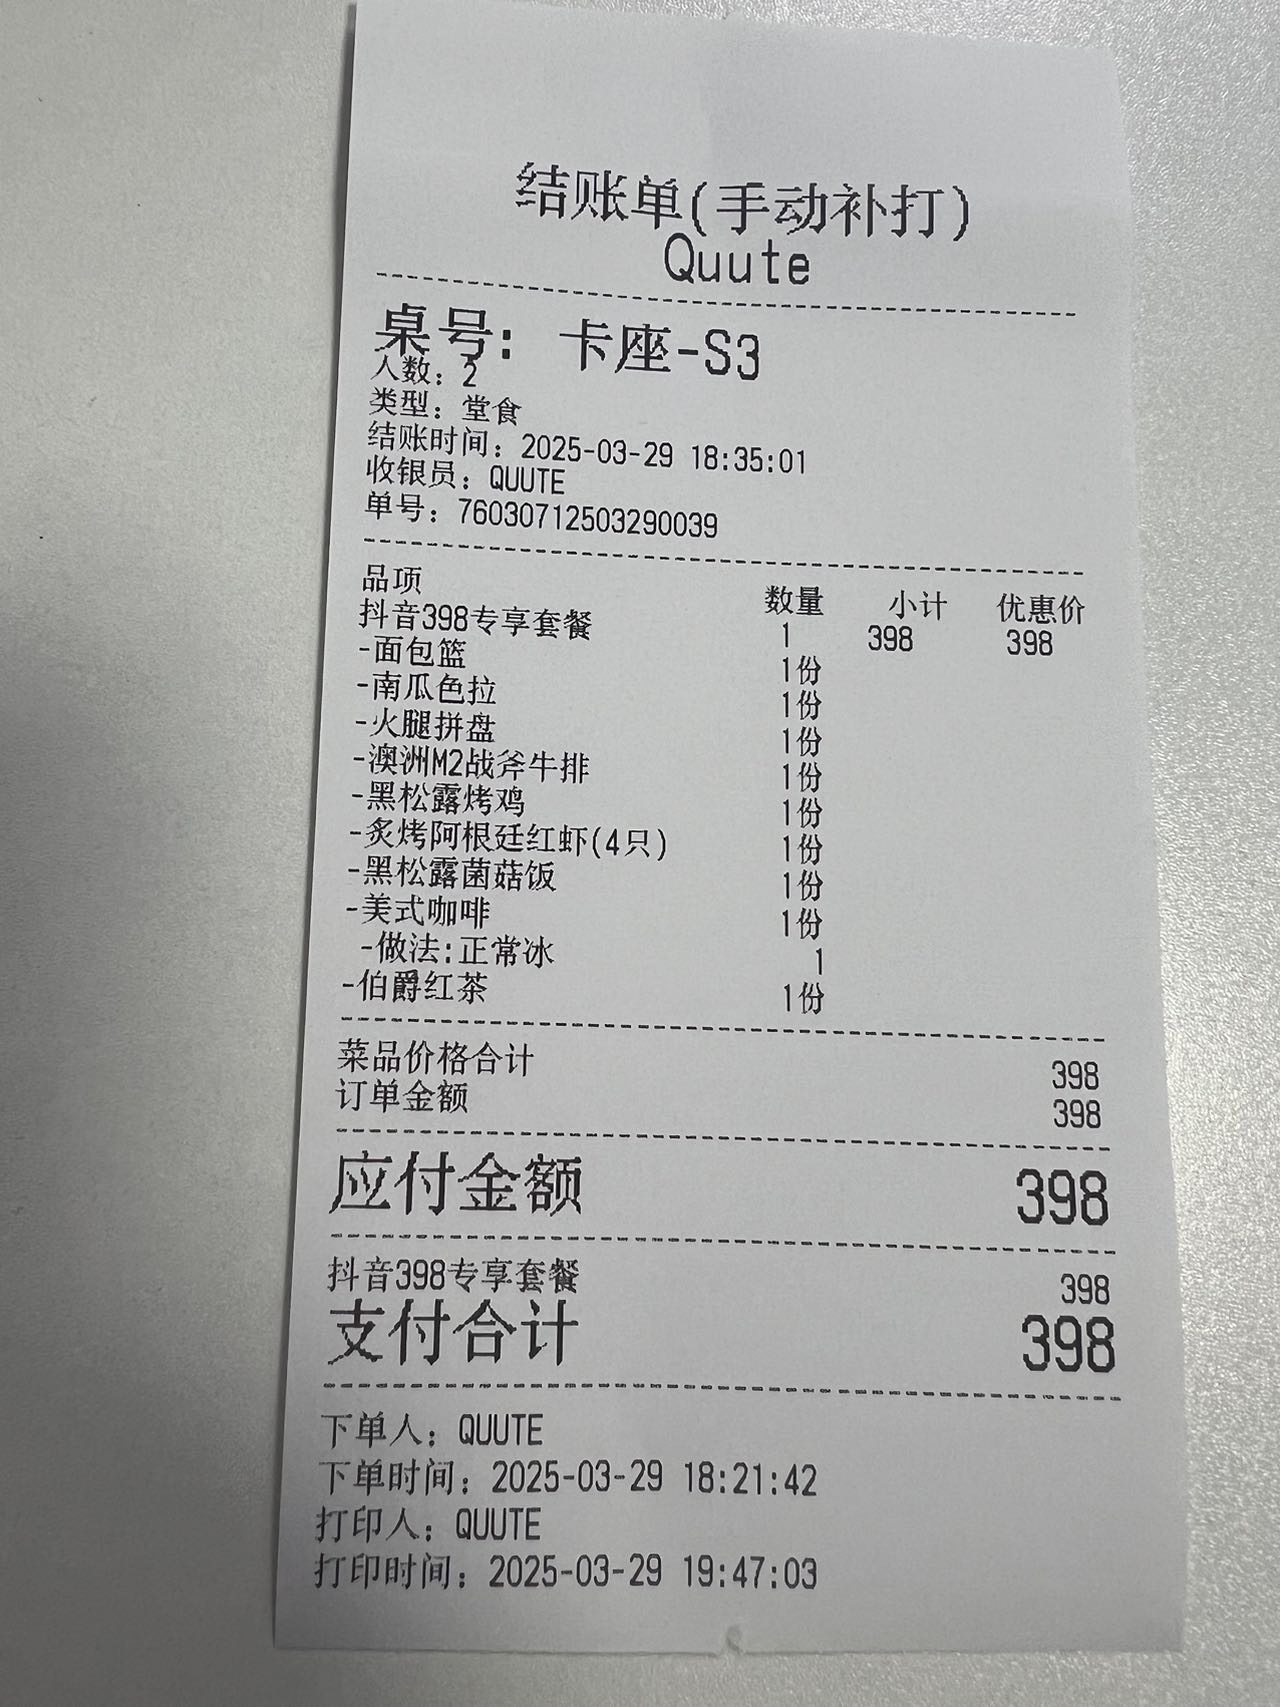 结账单(手动补打)
Quute
桌号: 卡座-S3
人数: 2
类型: 堂食
结账时间: 2025-03-29 18:35:01
收银员: QUUTE
单号: 76030712503290039
品项 数量 小计 优惠价
抖音398专享套餐 1 398 398
-面包篮 1份
-南瓜色拉 1份
-火腿拼盘 1份
-澳洲M2战斧牛排 1份
-黑松露烤鸡 1份
-炙烤阿根廷红虾(4只) 1份
-黑松露菌菇饭 1份
-美式咖啡 1份
-做法:正常冰 1
-伯爵红茶 1份
菜品价格合计 398
订单金额 398
应付金额 398
抖音398专享套餐 398
支付合计 398
下单人: QUUTE
下单时间: 2025-03-29 18:21:42
打印人: QUUTE
打印时间: 2025-03-29 19:47:03